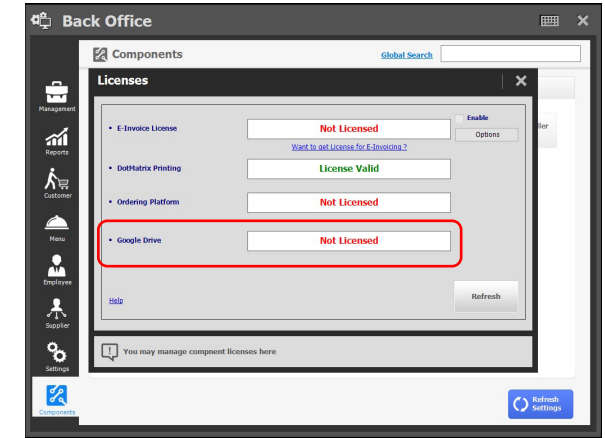 Back Office
Components
Global Search
Licenses
Management
Reports
Customer
Menu
Employee
Supplier
Settings
Components
• E-Invoice License
Not Licensed
Enable
Options
Want to get License for E-Invoicing ?
• DotMatrix Printing
License Valid
• Ordering Platform
Not Licensed
• Google Drive
Not Licensed
Help
Refresh
You may manage compnent licenses here
Refresh
Settings